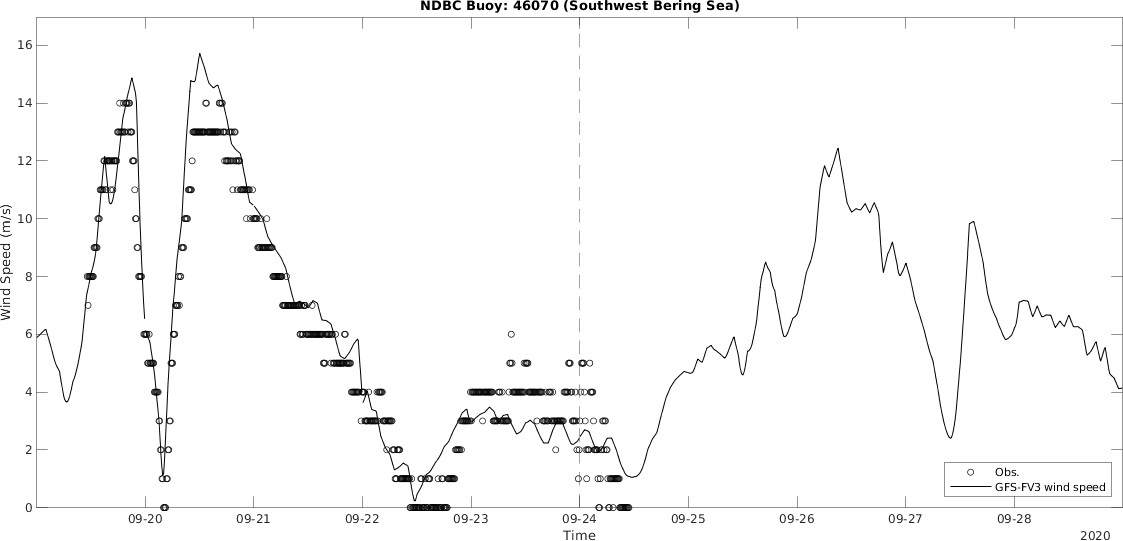 NDBC Buoy: 46070 (Southwest Bering Sea)
Wind Speed (m/s)
16
14
12
10
8
6
4
2
0
09-20 09-21 09-22 09-23 09-24 09-25 09-26 09-27 09-28
Time
2020
Obs.
GFS-FV3 wind speed